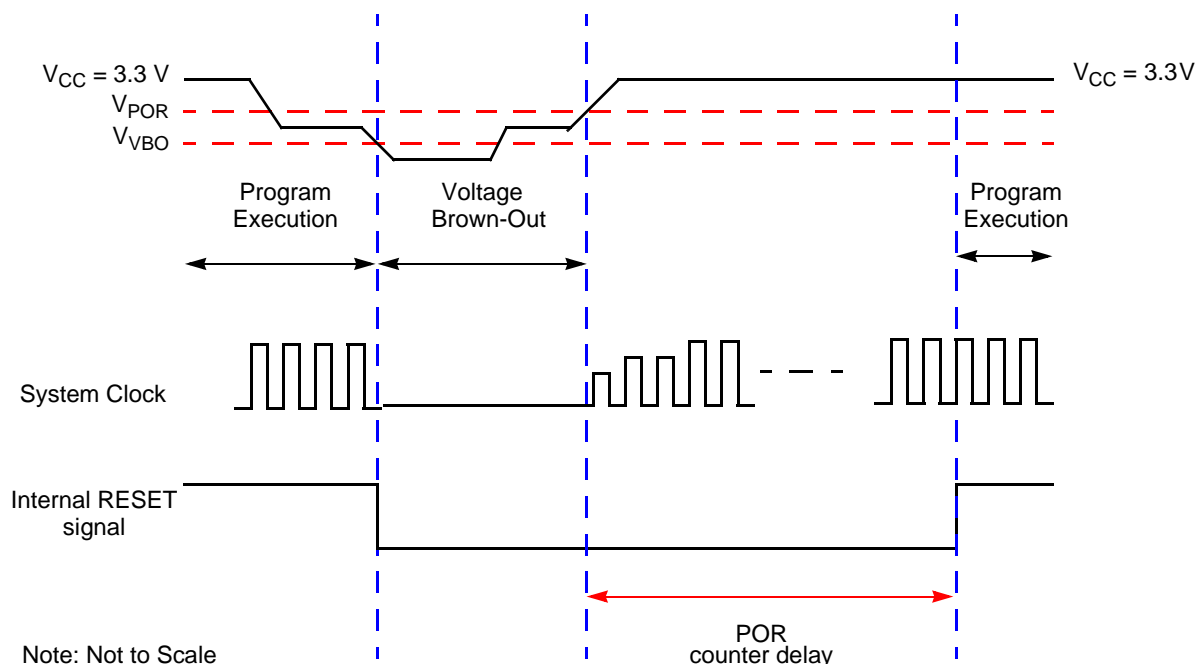 VCC = 3.3 V
VCC = 3.3V
VPOR
VVBO
Program
Execution
Voltage
Brown-Out
Program
Execution
System Clock
Internal RESET
signal
POR
counter delay
Note: Not to Scale